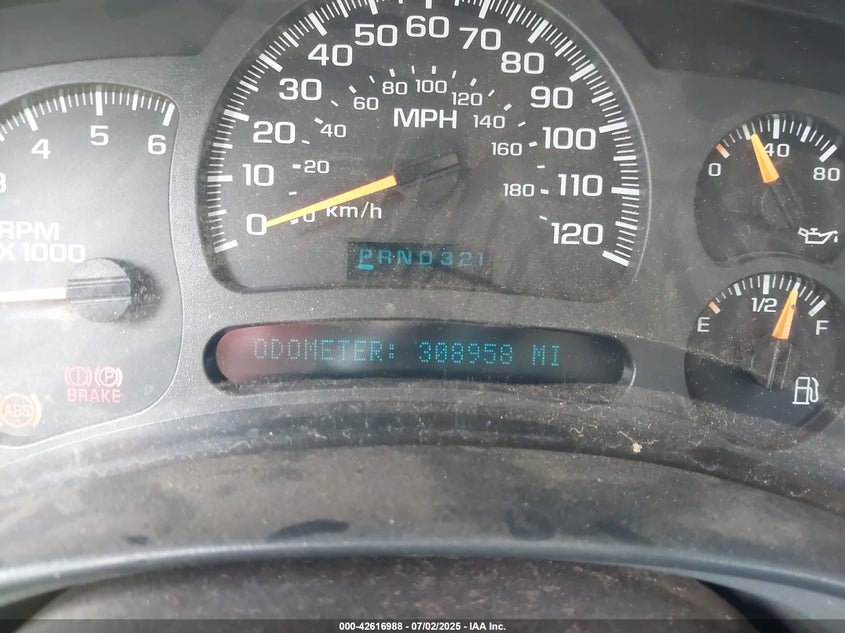 3 4 5 6
RPM
X 1000
0 10 20 30 40 50 60 70 80 90 100 110 120
MPH
0 20 40 60 80 100 120 140 160 180
km/h
PRND321
ODOMETER: 308958 MI
BRAKE
ABS
0 40 80
E 1/2 F
000-42616988 - 07/02/2025 - IAA Inc.